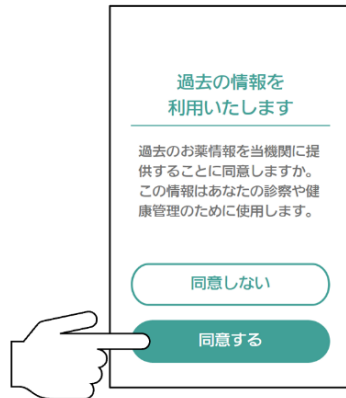 過去の情報を
利用いたします
過去のお薬情報を当機関に提
供することに同意しますか。
この情報はあなたの診察や健
康管理のために使用します。
同意しない
同意する